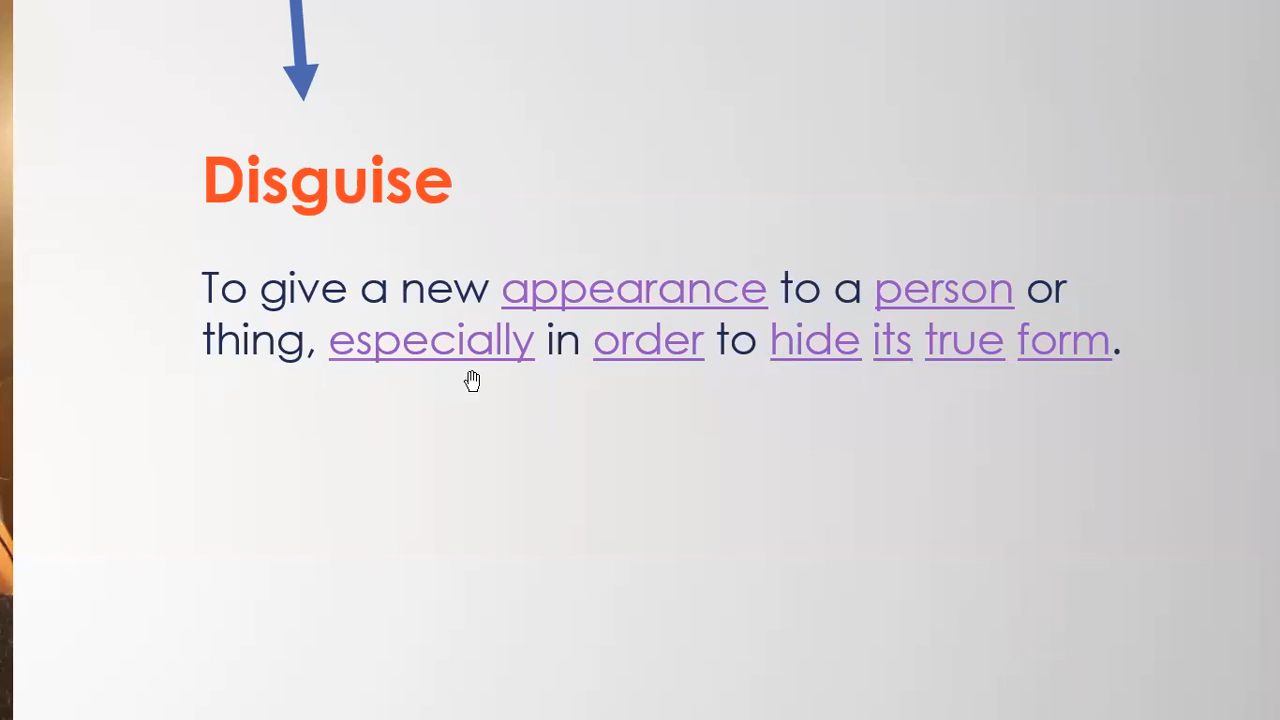 Disguise
To give a new appearance to a person or
thing, especially in order to hide its true form.